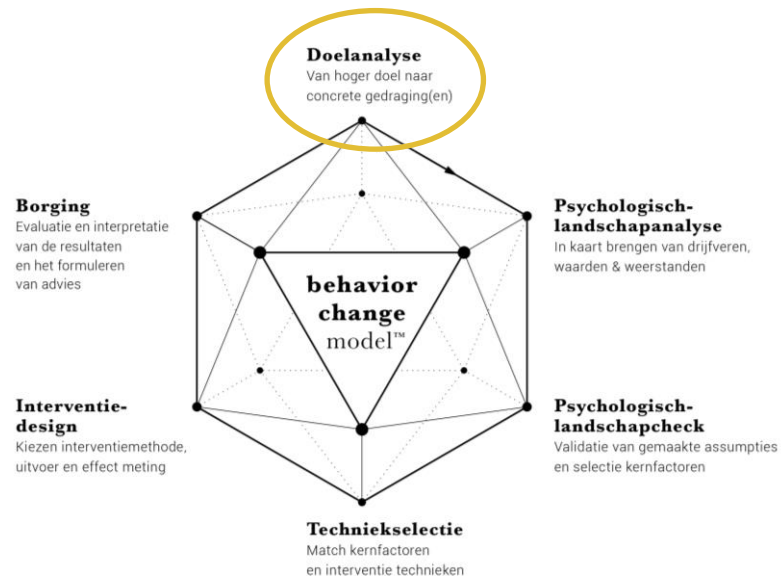 Doelanalyse
Van hoger doel naar
concrete gedraging(en)
Psychologisch-
landschapanalyse
In kaart brengen van drijfveren,
waarden & weerstanden
Psychologisch-
landschapcheck
Validatie van gemaakte assumpties
en selectie kernfactoren
Techniekselectie
Match kernfactoren
en interventie technieken
Interventie-
design
Kiezen interventiemethode,
uitvoer en effect meting
Borging
Evaluatie en interpretatie
van de resultaten
en het formuleren
van advies
behavior
change
model™